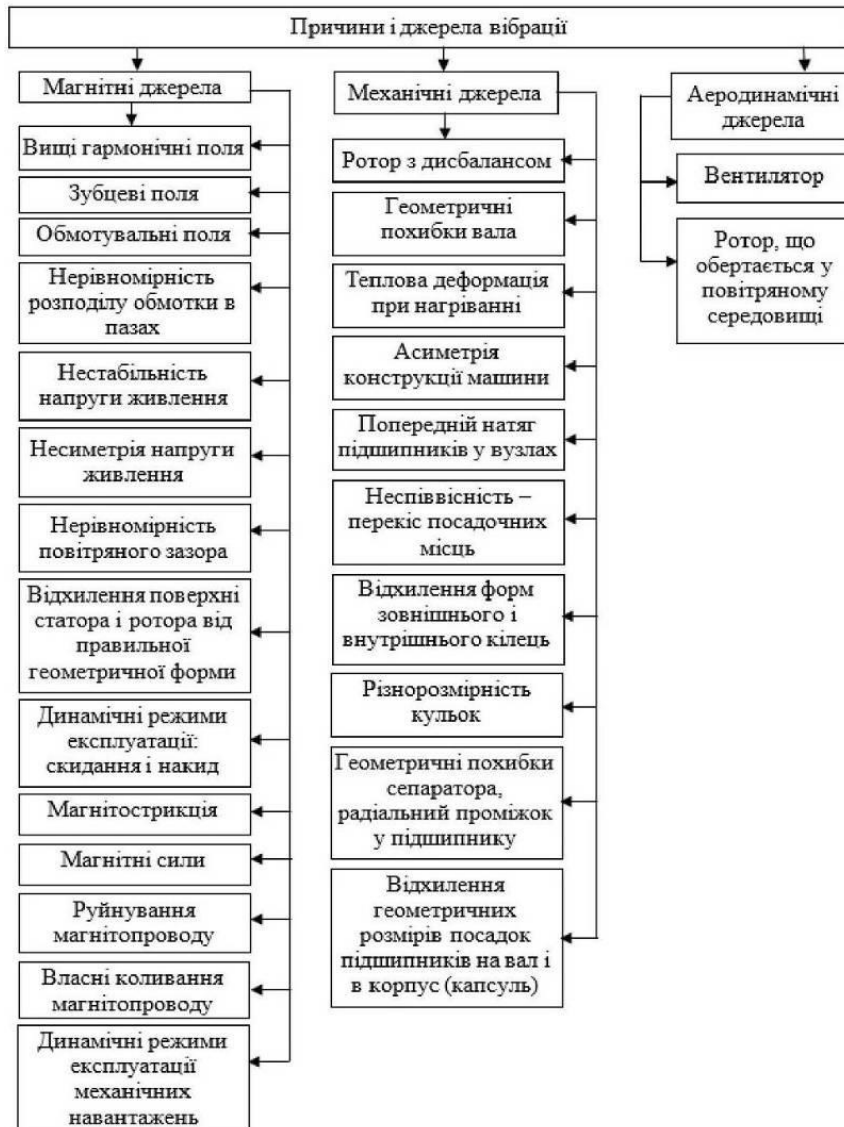 Причини і джерела вібрації
Магнітні джерела
Вищі гармонічні поля
Зубцеві поля
Обмотувальні поля
Нерівномірність
розподілу обмотки в
пазах
Нестабільність
напруги живлення
Несиметрія напруги
живлення
Нерівномірність
повітряного зазора
Відхилення поверхні
статора і ротора від
правильної
геометричної форми
Динамічні режими
експлуатації:
скидання і накид
Магнітострикція
Магнітні сили
Руйнування
магнітопроводу
Власні коливання
магнітопроводу
Динамічні режими
експлуатації
механічних
навантажень
Механічні джерела
Ротор з дисбалансом
Геометричні
похибки вала
Теплова деформація
при нагріванні
Асиметрія
конструкції машини
Попередній натяг
підшипників у вузлах
Неспіввісність –
перекіс посадочних
місць
Відхилення форм
зовнішнього і
внутрішнього кілець
Різнорозмірність
кульок
Геометричні похибки
сепаратора,
радіальний проміжок
у підшипнику
Відхилення
геометричних
розмірів посадок
підшипників на вал і
в корпус (капсуль)
Аеродинамічні
джерела
Вентилятор
Ротор, що
обертається у
повітряному
середовищі